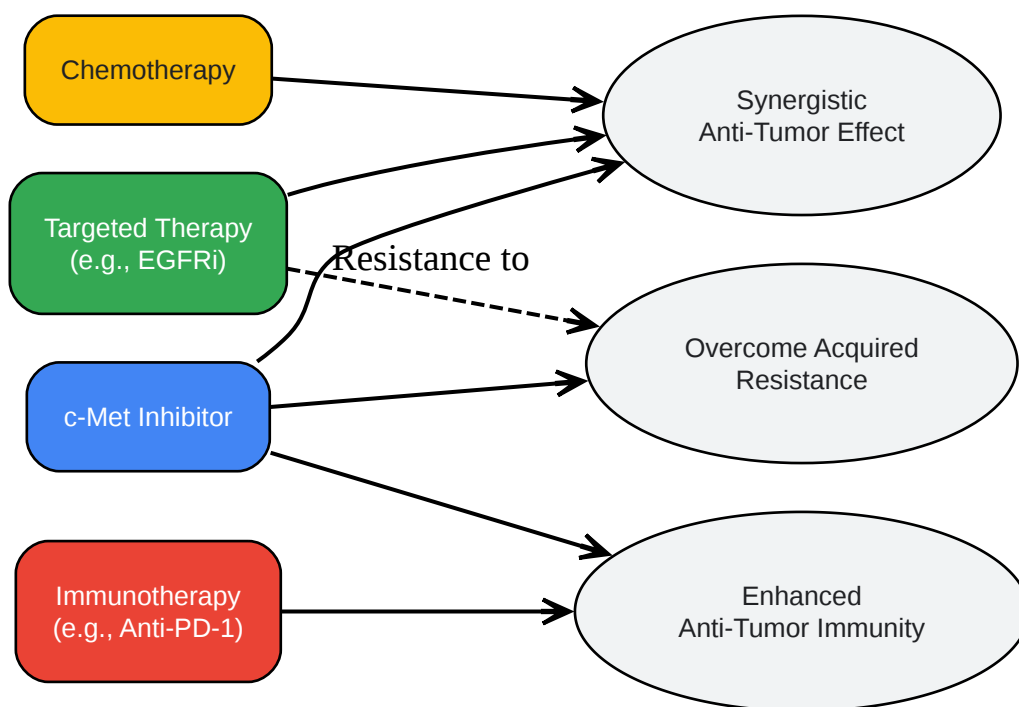 Chemotherapy
Synergistic
Anti-Tumor Effect
Targeted Therapy
(e.g., EGFRi)
Resistance to
Overcome Acquired
Resistance
c-Met Inhibitor
Immunotherapy
(e.g., Anti-PD-1)
Enhanced
Anti-Tumor Immunity